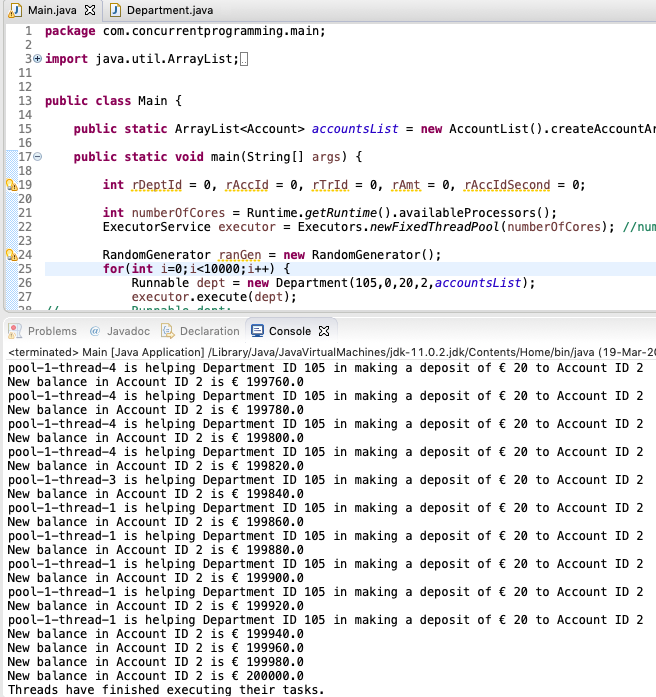 Main.java
Department.java
1 package com.concurrentprogramming.main;
2
3 import java.util.ArrayList;
11
12
13 public class Main {
14
15 public static ArrayList<Account> accountsList = new AccountList().createAccountAr
16
17 public static void main(String[] args) {
18
19 int rDeptId = 0, rAccId = 0, rTrId = 0, rAmt = 0, rAccIdSecond = 0;
20
21 int numberOfCores = Runtime.getRuntime().availableProcessors();
22 ExecutorService executor = Executors.newFixedThreadPool(numberOfCores); //num
23
24 RandomGenerator ranGen = new RandomGenerator();
25 for(int i=0;i<10000;i++) {
26 Runnable dept = new Department(105,0,20,2,accountsList);
27 executor.execute(dept);
28 // Runnable dept;
Problems @ Javadoc Declaration Console
<terminated> Main [Java Application] /Library/Java/JavaVirtualMachines/jdk-11.0.2.jdk/Contents/Home/bin/java (19-Mar-20
pool-1-thread-4 is helping Department ID 105 in making a deposit of € 20 to Account ID 2
New balance in Account ID 2 is € 199760.0
pool-1-thread-4 is helping Department ID 105 in making a deposit of € 20 to Account ID 2
New balance in Account ID 2 is € 199780.0
pool-1-thread-4 is helping Department ID 105 in making a deposit of € 20 to Account ID 2
New balance in Account ID 2 is € 199800.0
pool-1-thread-4 is helping Department ID 105 in making a deposit of € 20 to Account ID 2
New balance in Account ID 2 is € 199820.0
pool-1-thread-3 is helping Department ID 105 in making a deposit of € 20 to Account ID 2
New balance in Account ID 2 is € 199840.0
pool-1-thread-1 is helping Department ID 105 in making a deposit of € 20 to Account ID 2
New balance in Account ID 2 is € 199860.0
pool-1-thread-1 is helping Department ID 105 in making a deposit of € 20 to Account ID 2
New balance in Account ID 2 is € 199880.0
pool-1-thread-1 is helping Department ID 105 in making a deposit of € 20 to Account ID 2
New balance in Account ID 2 is € 199900.0
pool-1-thread-1 is helping Department ID 105 in making a deposit of € 20 to Account ID 2
New balance in Account ID 2 is € 199920.0
pool-1-thread-1 is helping Department ID 105 in making a deposit of € 20 to Account ID 2
New balance in Account ID 2 is € 199940.0
New balance in Account ID 2 is € 199960.0
New balance in Account ID 2 is € 199980.0
New balance in Account ID 2 is € 200000.0
Threads have finished executing their tasks.